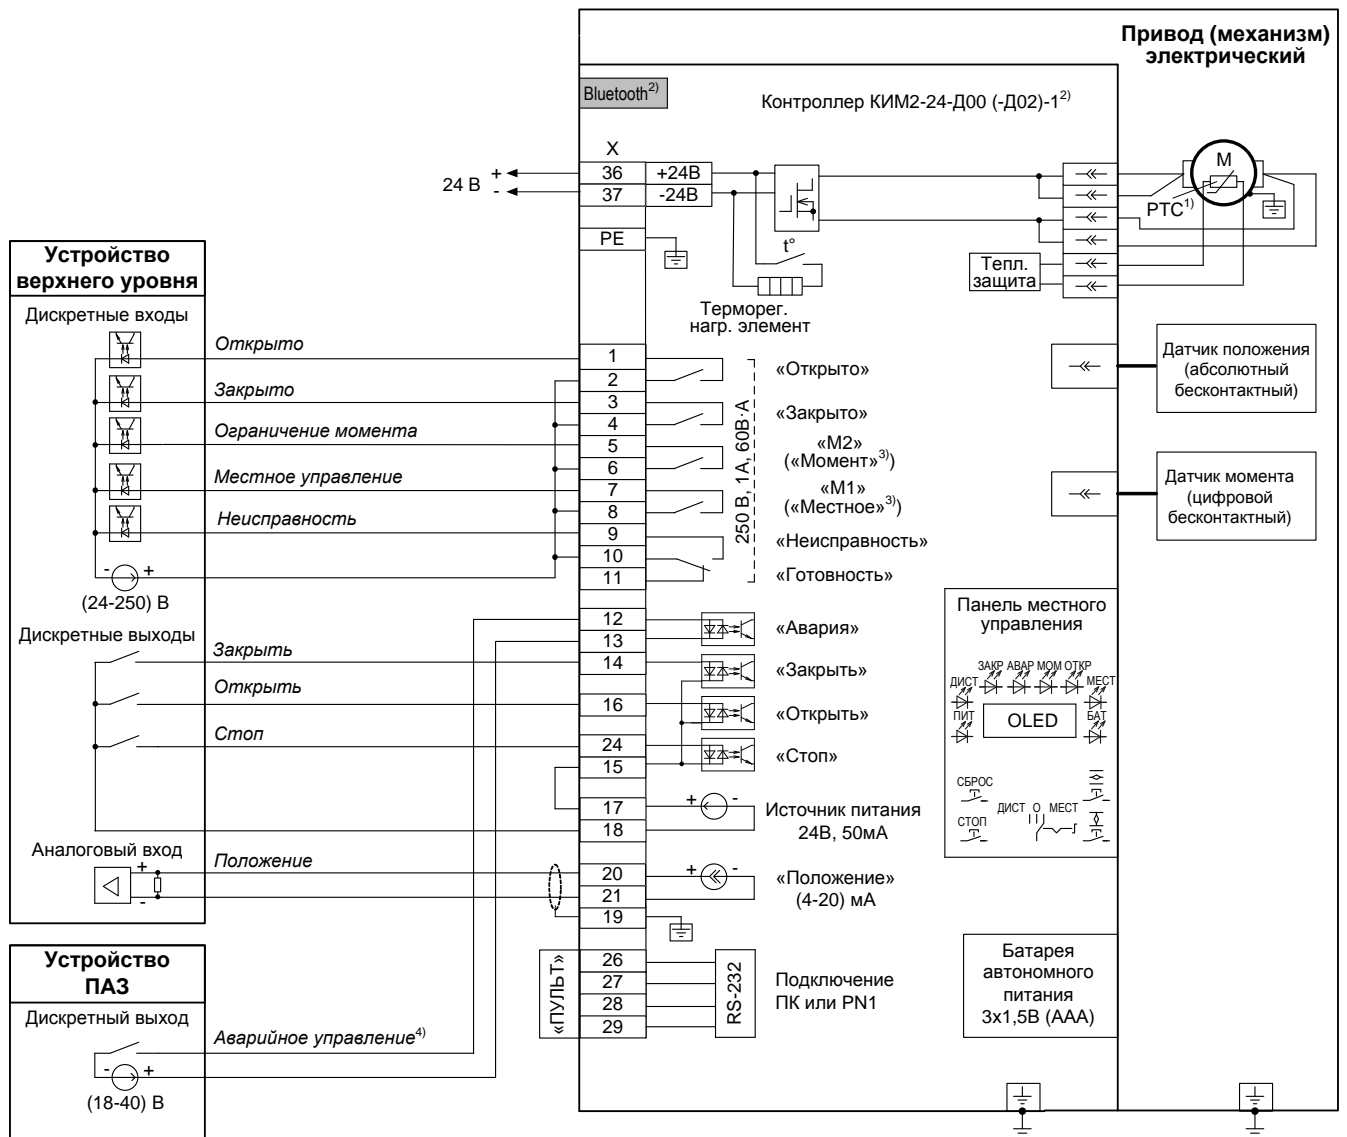 Привод (механизм)
электрический
Bluetooth2)
Контроллер КИМ2-24-Д00 (-Д02)-12)
X
24 В
+
-
36
+24В
37
-24В
PE
t°
Терморег.
нагр. элемент
M
PTC1)
Тепл.
защита
Устройство
верхнего уровня
Дискретные входы
Открыто
Закрыто
Ограничение момента
Местное управление
Неисправность
- +
(24-250) В
1
2
3
4
5
6
7
8
9
10
11
«Открыто»
«Закрыто»
«М2»
(«Момент»3))
«М1»
(«Местное»3))
«Неисправность»
«Готовность»
250 В, 1А, 60В·А
Датчик положения
(абсолютный
бесконтактный)
Датчик момента
(цифровой
бесконтактный)
Дискретные выходы
Закрыть
Открыть
Стоп
12
13
14
16
24
15
17
18
«Авария»
«Закрыть»
«Открыть»
«Стоп»
+ -
Источник питания
24В, 50мА
Панель местного
управления
ЗАКР АВАР МОМ ОТКР
ДИСТ
МЕСТ
ПИТ
OLED
БАТ
СБРОС
ДИСТ О МЕСТ
СТОП
Аналоговый вход
+
-
Положение
20
21
19
+ -
«Положение»
(4-20) мА
«ПУЛЬТ»
26
27
28
29
RS-232
Подключение
ПК или PN1
Батарея
автономного
питания
3х1,5В (ААА)
Устройство
ПАЗ
Дискретный выход
Аварийное управление4)
- +
(18-40) В